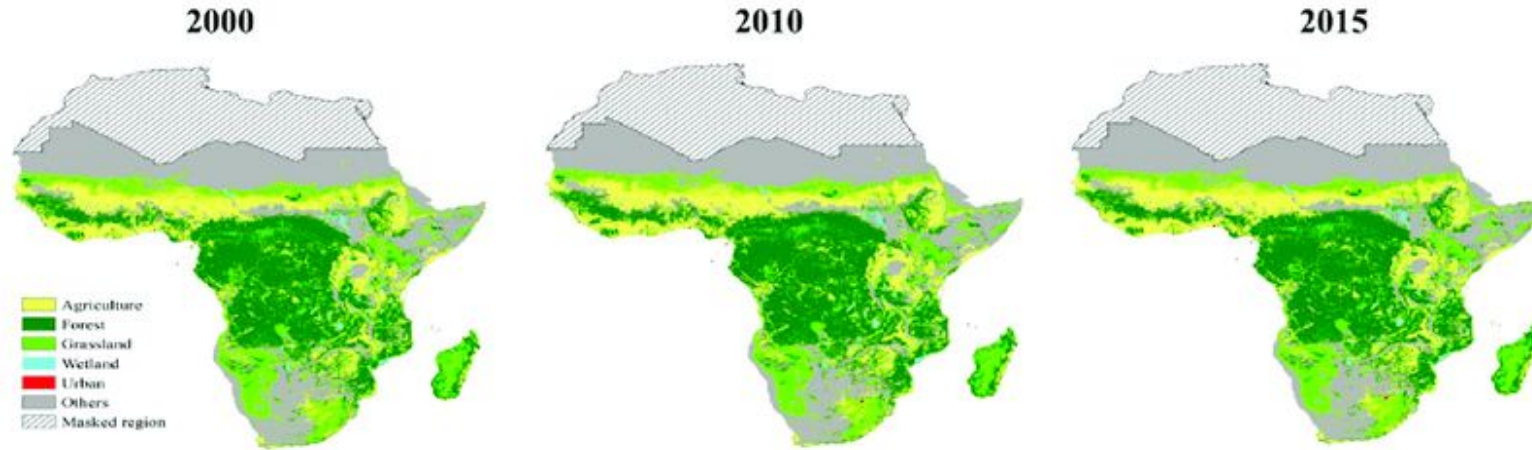 2000
2010
2015
Agriculture
Forest
Grassland
Wetland
Urban
Others
Masked region